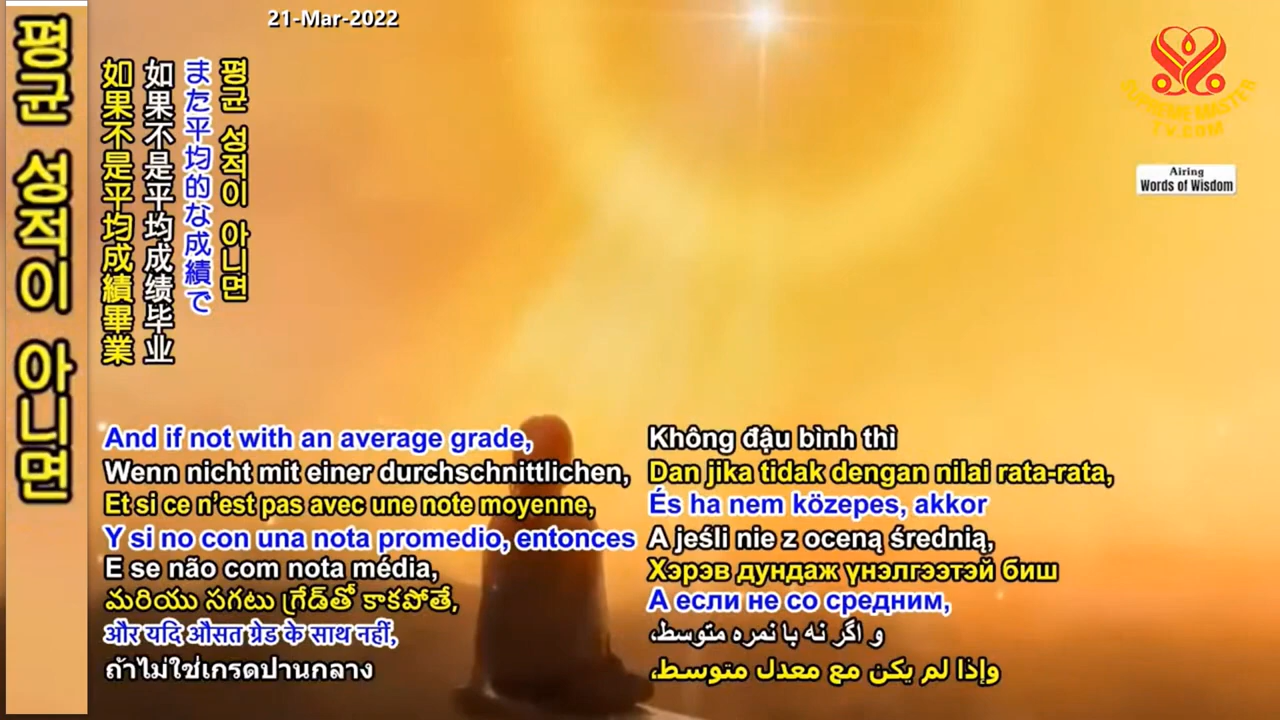 21-Mar-2022
평균 성적이 아니면
如果不是平均成績畢業
如果不是平均成绩毕业
また平均的な成績で
평균 성적이 아니면
SUPREME MASTER
TV.COM
Airing
Words of Wisdom
And if not with an average grade,
Wenn nicht mit einer durchschnittlichen,
Et si ce n'est pas avec une note moyenne,
Y si no con una nota promedio, entonces
E se não com nota média,
మరియు సగటు గ్రేడ్‌తో కాకపోతే,
और यदि औसत ग्रेड के साथ नहीं,
ถ้าไม่ใช่เกรดปานกลาง
Không đậu bình thì
Dan jika tidak dengan nilai rata-rata,
És ha nem közepes, akkor
A jeśli nie z oceną średnią,
Хэрэв дундаж үнэлгээтэй биш
А если не со средним,
و اگر نه با نمره متوسط،
وإذا لم يكن مع معدل متوسط،